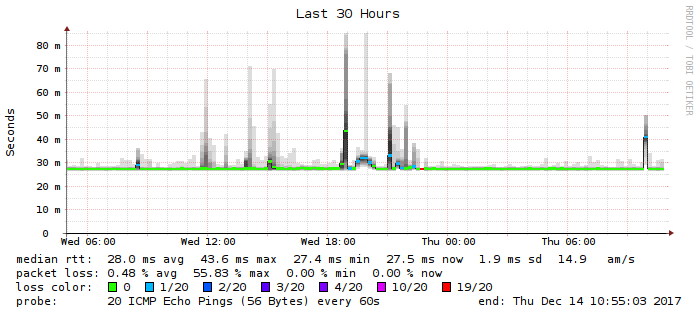 Last 30 Hours
RRDTOOL / TOBI OETIKER
Seconds
80 m
70 m
60 m
50 m
40 m
30 m
20 m
10 m
0
Wed 06:00 Wed 12:00 Wed 18:00 Thu 00:00 Thu 06:00
median rtt: 28.0 ms avg 43.6 ms max 27.4 ms min 27.5 ms now 1.9 ms sd 14.9 am/s
packet loss: 0.48 % avg 55.83 % max 0.00 % min 0.00 % now
loss color: 0 1/20 2/20 3/20 4/20 10/20 19/20
probe: 20 ICMP Echo Pings (56 Bytes) every 60s end: Thu Dec 14 10:55:03 2017